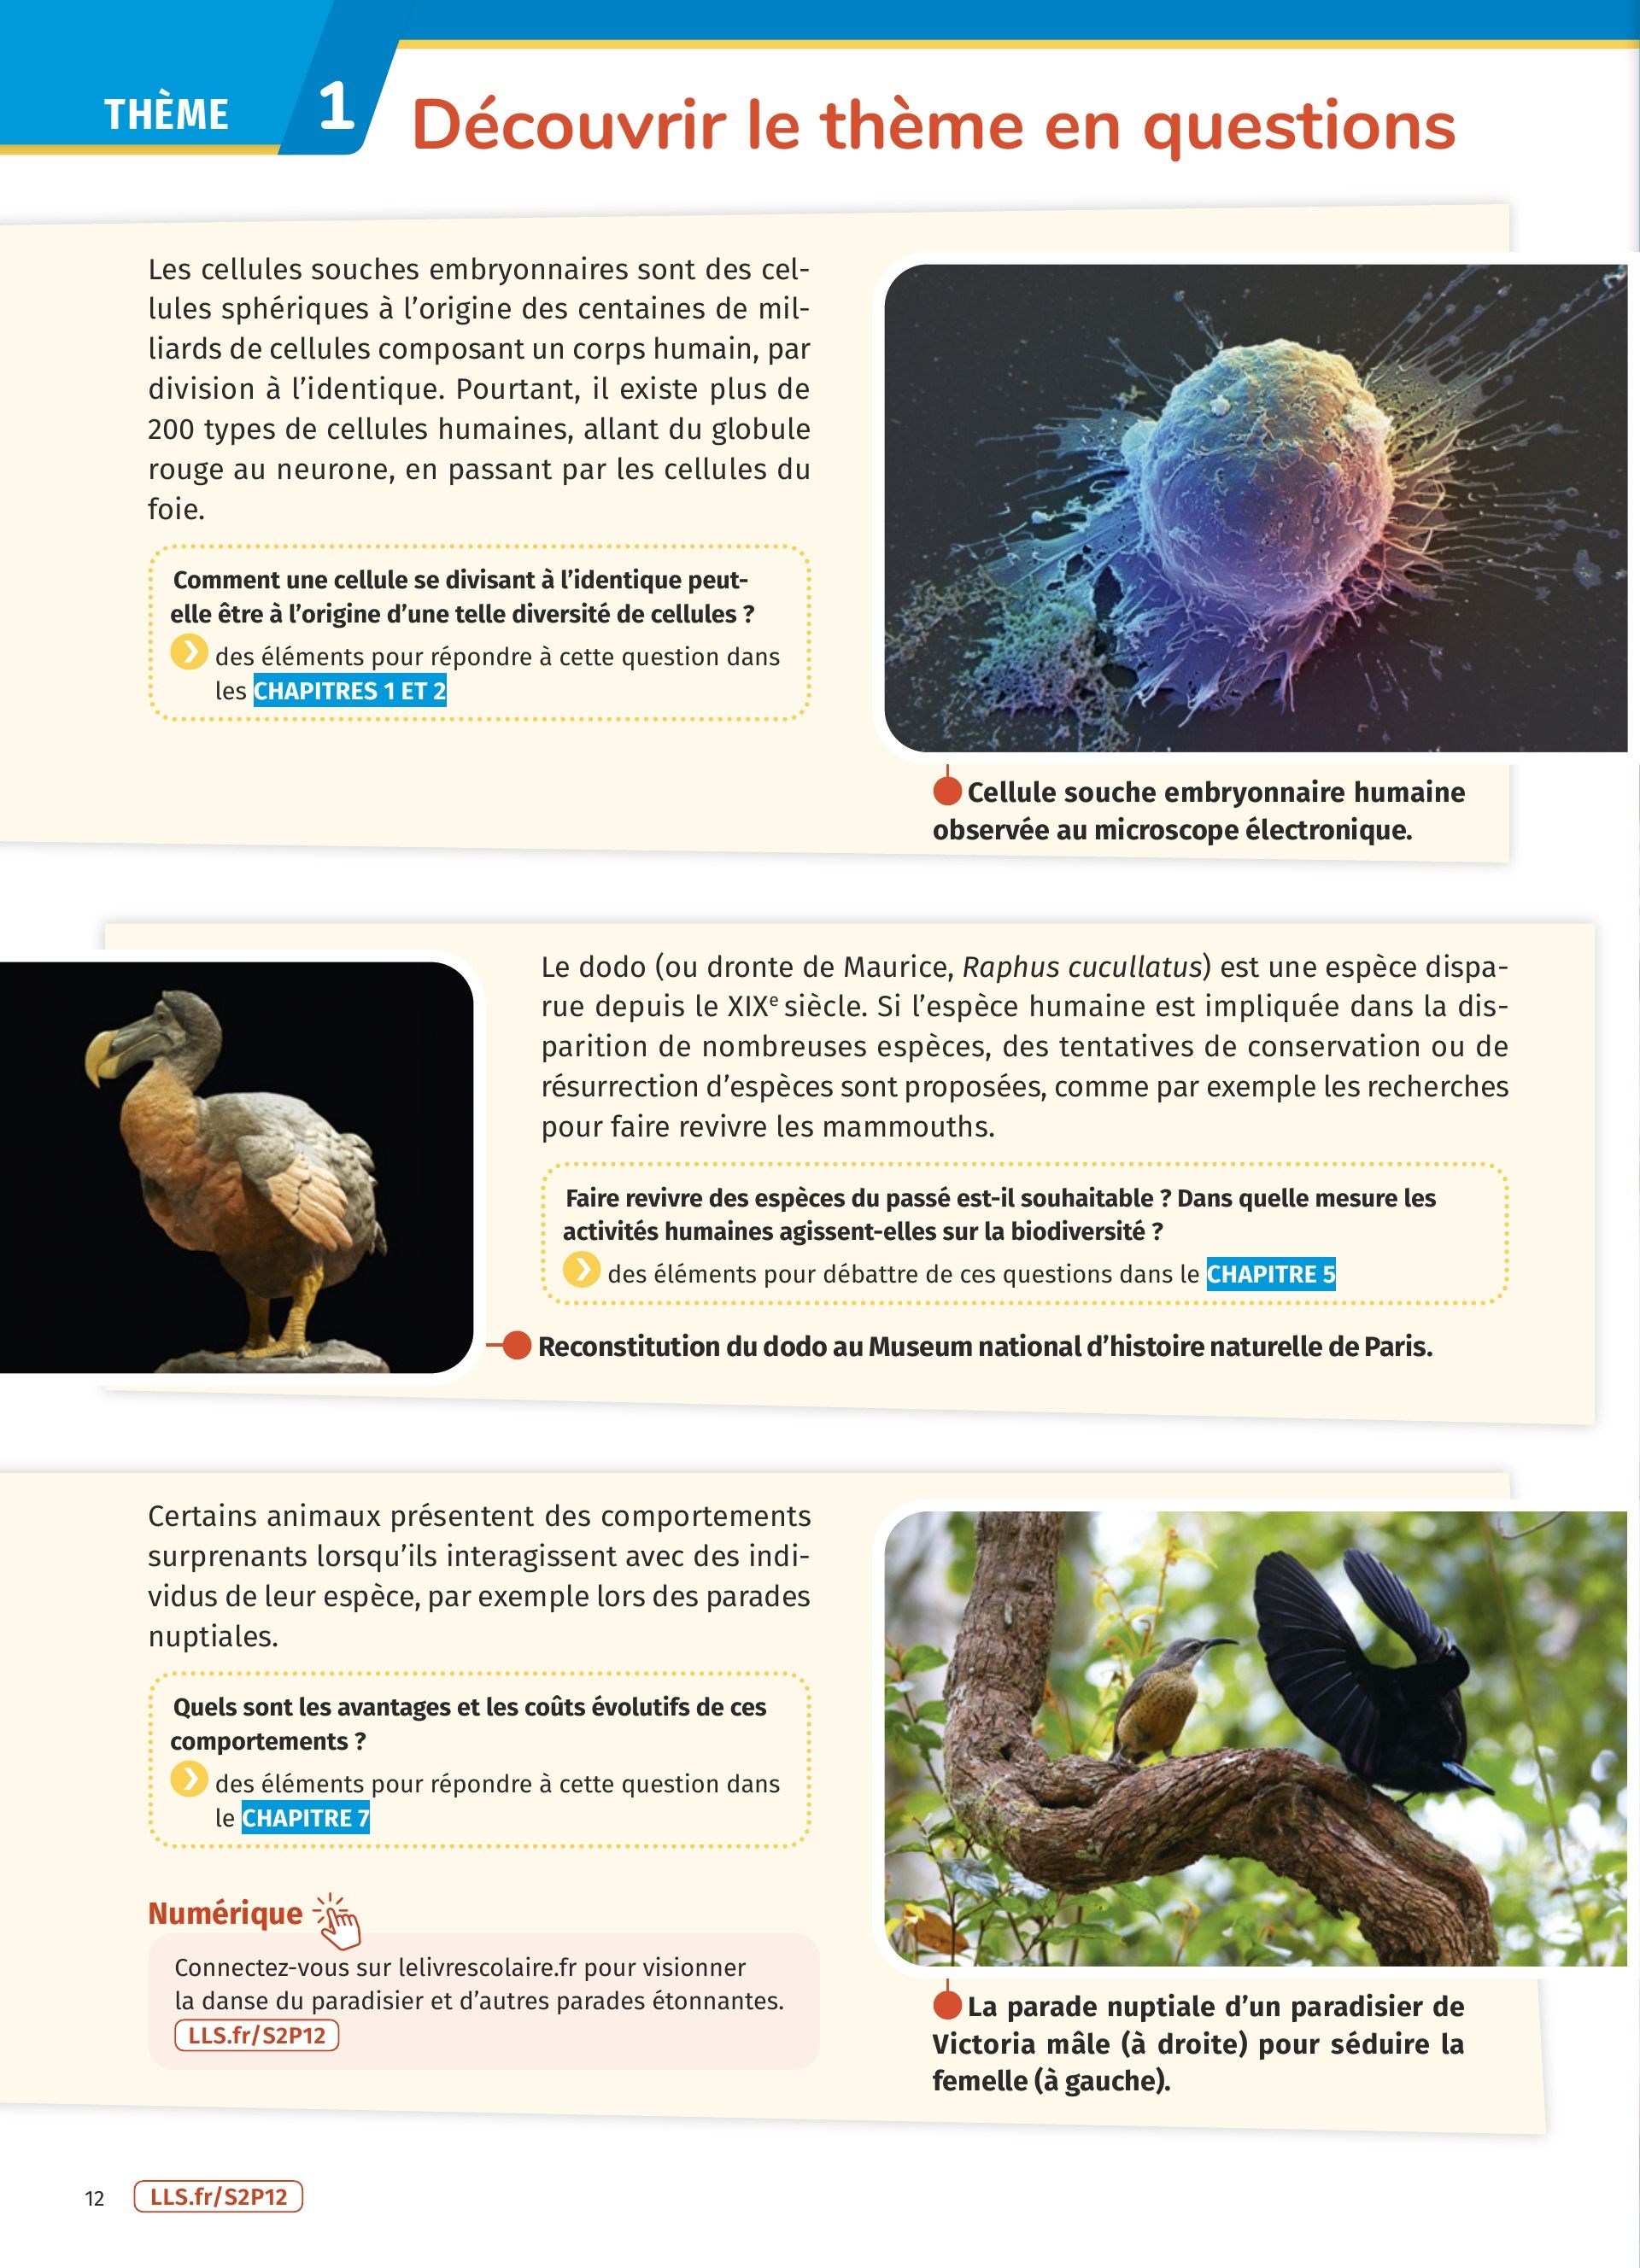 THÈME 1 Découvrir le thème en questions
Les cellules souches embryonnaires sont des cel-
lules sphériques à l'origine des centaines de mil-
liards de cellules composant un corps humain, par
division à l'identique. Pourtant, il existe plus de
200 types de cellules humaines, allant du globule
rouge au neurone, en passant par les cellules du
foie.
Comment une cellule se divisant à l'identique peut-
elle être à l'origine d'une telle diversité de cellules ?
des éléments pour répondre à cette question dans
les CHAPITRES 1 ET 2
Cellule souche embryonnaire humaine
observée au microscope électronique.
Le dodo (ou dronte de Maurice, Raphus cucullatus) est une espèce dispa-
rue depuis le XIXe siècle. Si l'espèce humaine est impliquée dans la dis-
parition de nombreuses espèces, des tentatives de conservation ou de
résurrection d'espèces sont proposées, comme par exemple les recherches
pour faire revivre les mammouths.
Faire revivre des espèces du passé est-il souhaitable ? Dans quelle mesure les
activités humaines agissent-elles sur la biodiversité ?
des éléments pour débattre de ces questions dans le CHAPITRE 5
Reconstitution du dodo au Museum national d'histoire naturelle de Paris.
Certains animaux présentent des comportements
surprenants lorsqu'ils interagissent avec des indi-
vidus de leur espèce, par exemple lors des parades
nuptiales.
Quels sont les avantages et les coûts évolutifs de ces
comportements ?
des éléments pour répondre à cette question dans
le CHAPITRE 7
Numérique
Connectez-vous sur lelivrescolaire.fr pour visionner
la danse du paradisier et d'autres parades étonnantes.
LLS.fr/S2P12
La parade nuptiale d'un paradisier de
Victoria mâle (à droite) pour séduire la
femelle (à gauche).
12 LLS.fr/S2P12